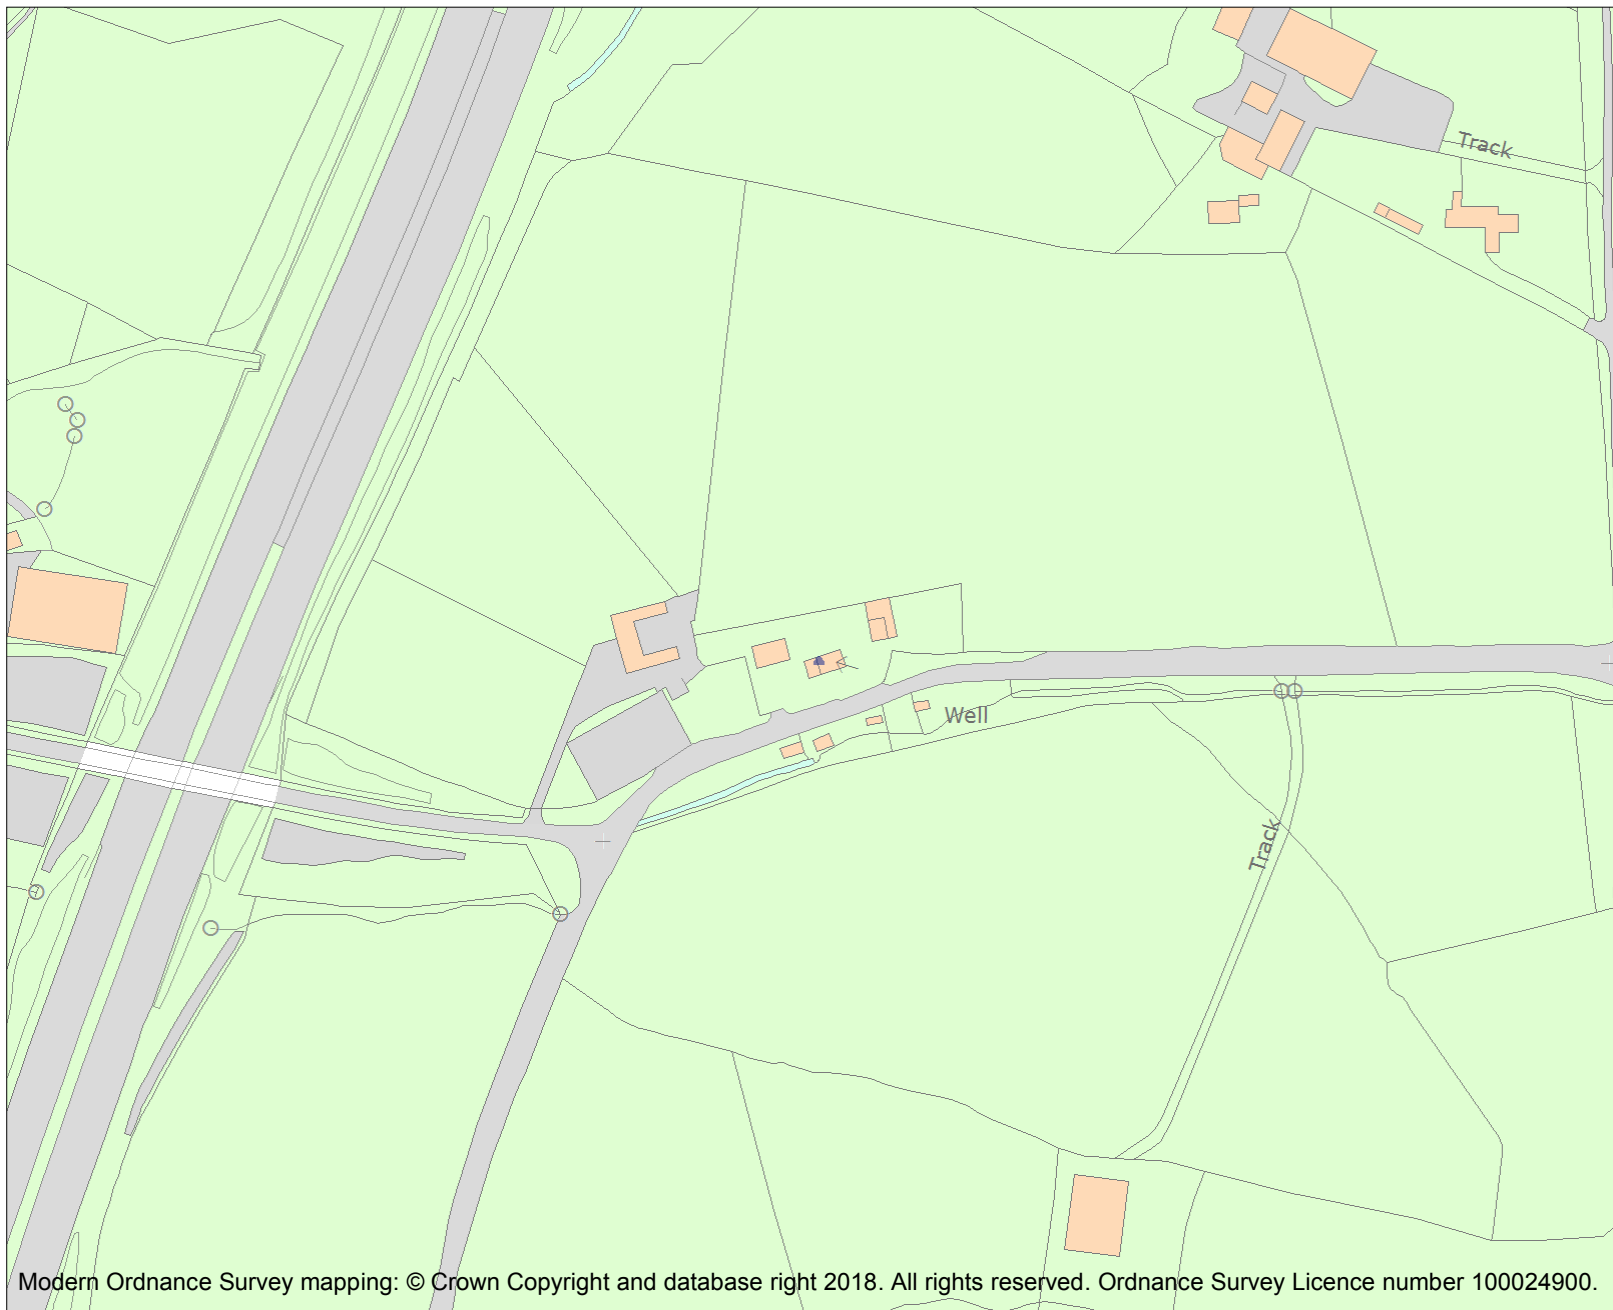 Track
Well
Track
Modern Ordnance Survey mapping: © Crown Copyright and database right 2018. All rights reserved. Ordnance Survey Licence number 100024900.